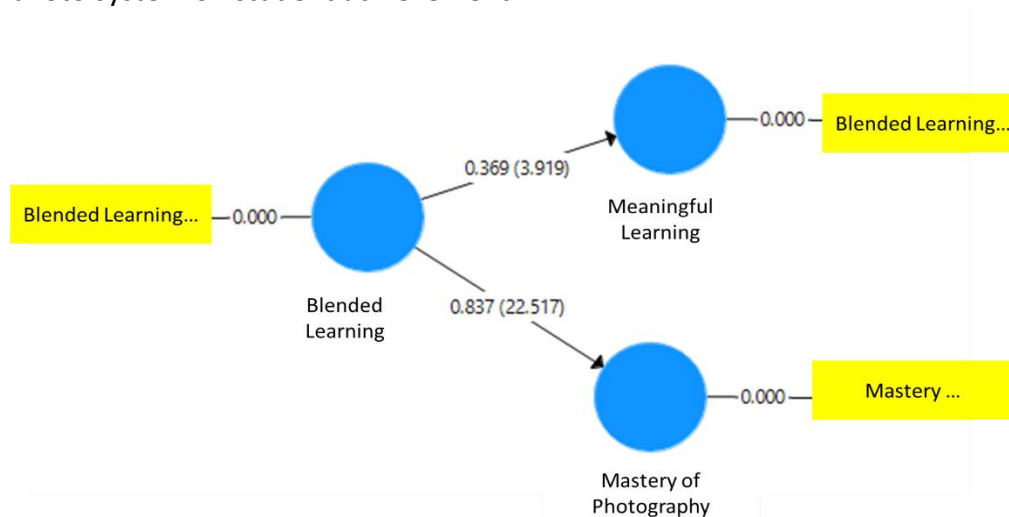 0.000
Blended Learning...
0.369 (3.919)
Meaningful
Learning
Blended Learning...
0.000
Blended
Learning
0.837 (22.517)
0.000
Mastery ...
Mastery of
Photography